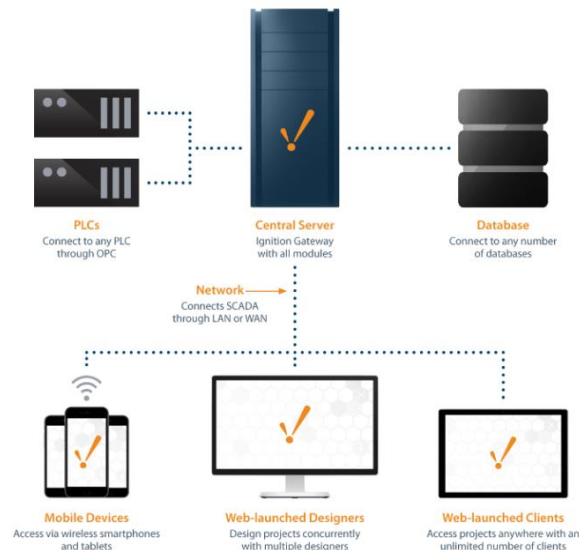 PLCs
Connect to any PLC
through OPC
Central Server
Ignition Gateway
with all modules
Database
Connect to any number
of databases
Network
Connects SCADA
through LAN or WAN
Mobile Devices
Access via wireless smartphones
and tablets
Web-launched Designers
Design projects concurrently
with multiple designers
Web-launched Clients
Access projects anywhere with an
unlimited number of clients